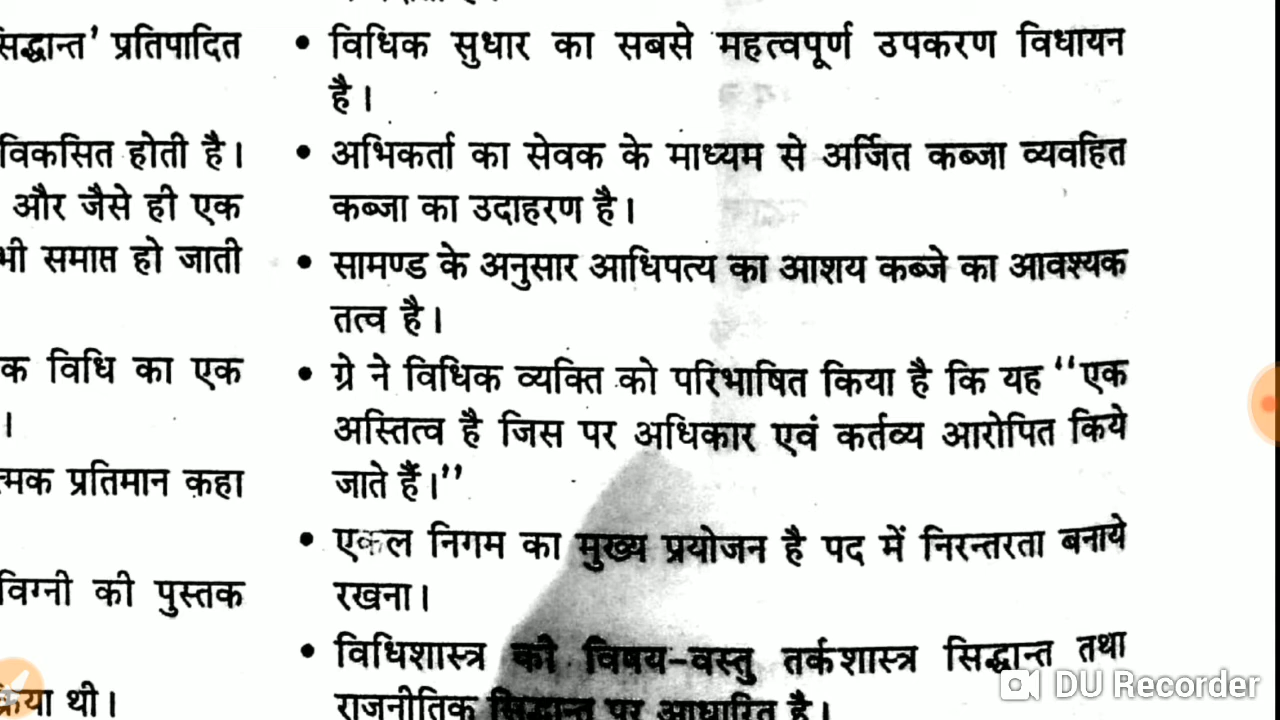 सिद्धान्त' प्रतिपादित
विकसित होती है।
और जैसे ही एक
भी समाप्त हो जाती
क विधि का एक
।
त्मक प्रतिमान कहा
विग्नी की पुस्तक
क्रिया थी।
• विधिक सुधार का सबसे महत्वपूर्ण उपकरण विधायन
है।
• अभिकर्ता का सेवक के माध्यम से अर्जित कब्जा व्यवहित
कब्जा का उदाहरण है।
• सामण्ड के अनुसार आधिपत्य का आशय कब्जे का आवश्यक
तत्व है।
• ग्रे ने विधिक व्यक्ति को परिभाषित किया है कि यह "एक
अस्तित्व है जिस पर अधिकार एवं कर्तव्य आरोपित किये
जाते हैं।"
• एकल निगम का मुख्य प्रयोजन है पद में निरन्तरता बनाये
रखना।
• विधिशास्त्र की विषय-वस्तु तर्कशास्त्र सिद्धान्त तथा
राजनीतिक सिद्धान्त पर आधारित है।
DU Recorder